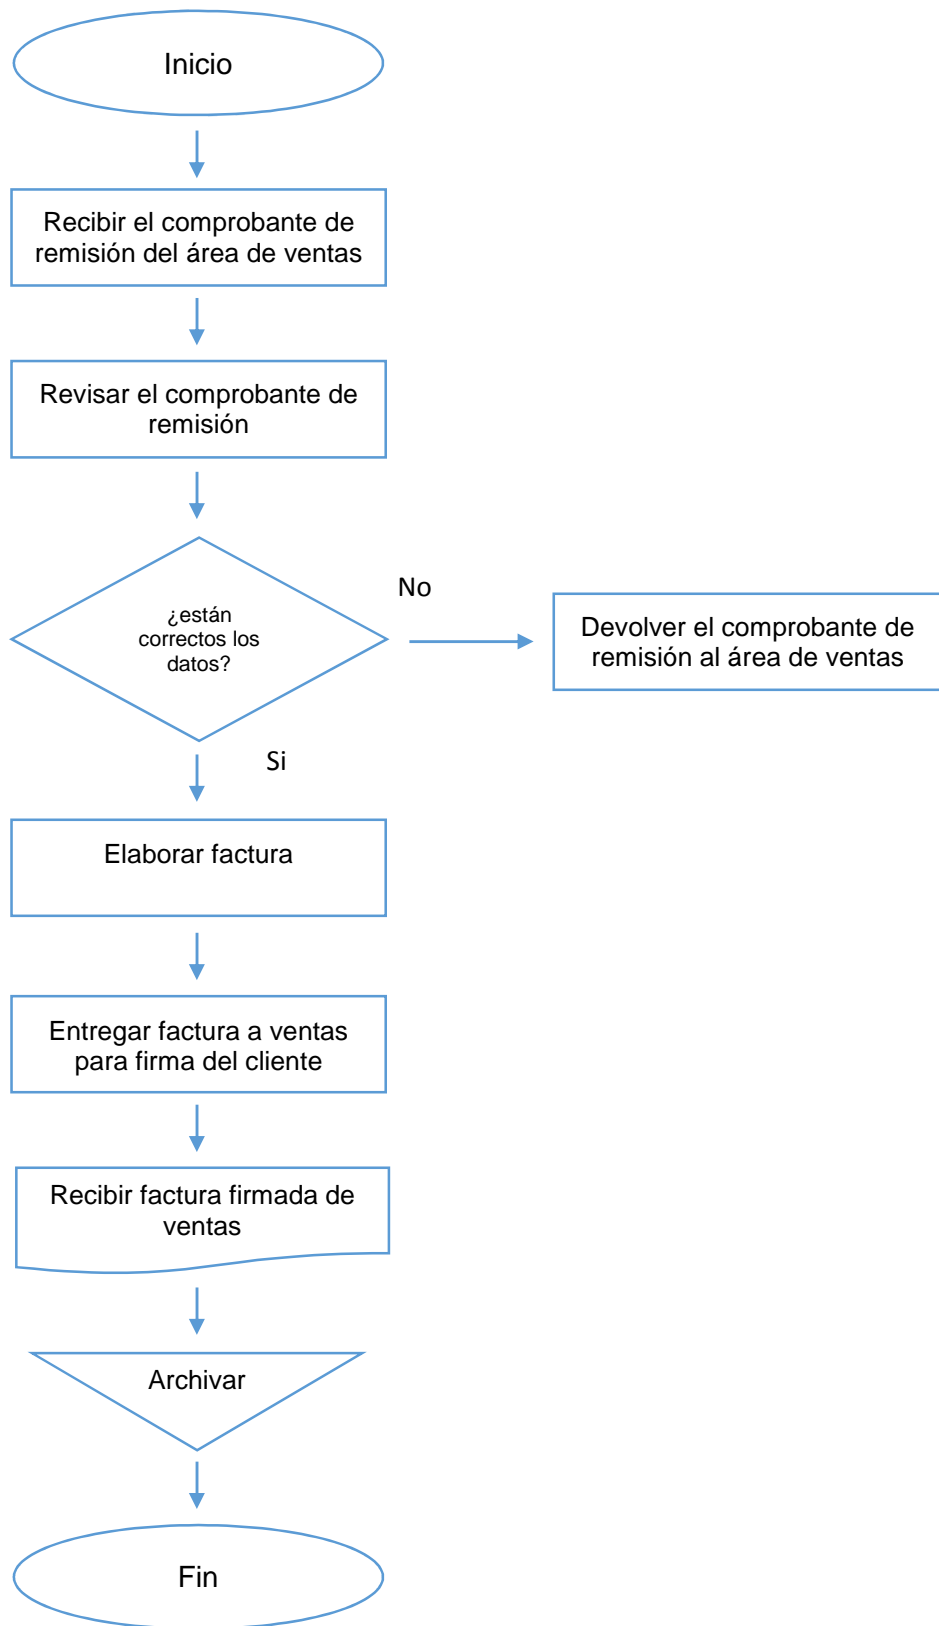 Inicio
Recibir el comprobante de
remisión del área de ventas
Revisar el comprobante de
remisión
¿están
correctos los
datos?
No
Devolver el comprobante de
remisión al área de ventas
Si
Elaborar factura
Entregar factura a ventas
para firma del cliente
Recibir factura firmada de
ventas
Archivar
Fin